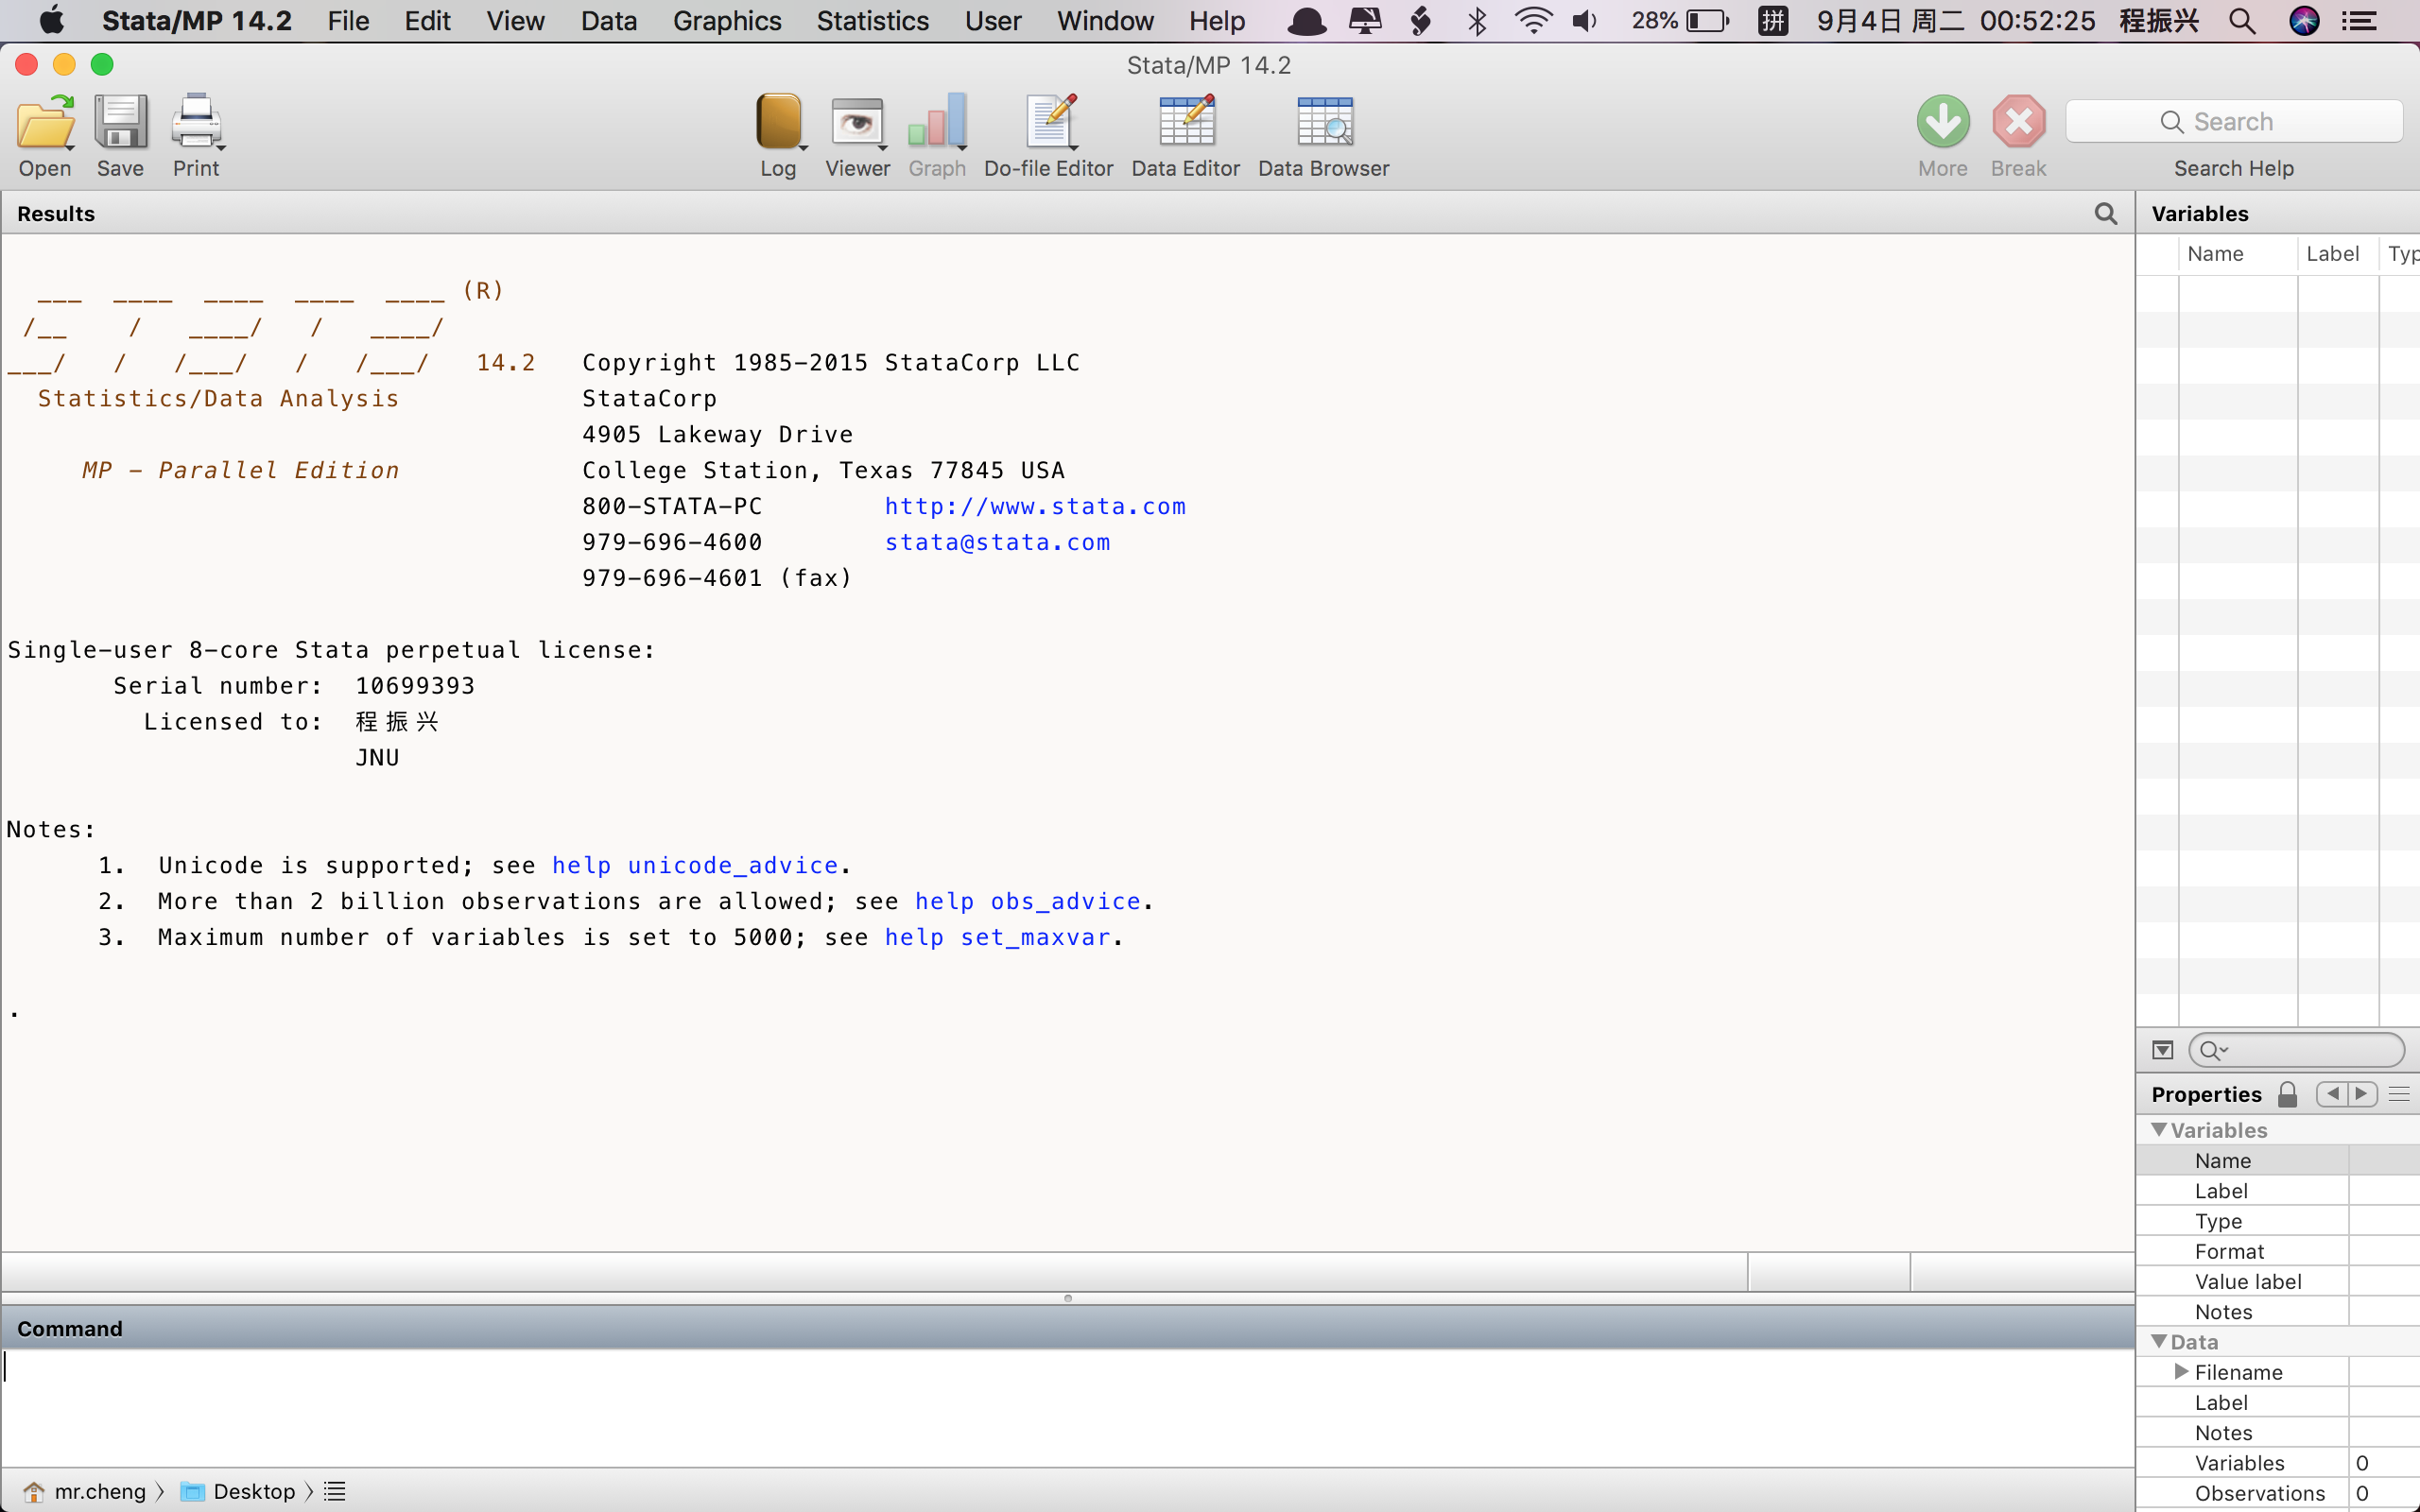 Stata/MP 14.2 File Edit View Data Graphics Statistics User Window Help 28% 拼 9月4日 周二 00:52:25 程振兴
Stata/MP 14.2
Open Save Print Log Viewer Graph Do-file Editor Data Editor Data Browser More Break Search
Search Help
Results
Variables
Name Label Typ
___ ____ ____ ____ ____ (R)
/__ / ____/ / ____/
___/ / /___/ / /___/ 14.2 Copyright 1985-2015 StataCorp LLC
Statistics/Data Analysis StataCorp
4905 Lakeway Drive
MP - Parallel Edition College Station, Texas 77845 USA
800-STATA-PC http://www.stata.com
979-696-4600 stata@stata.com
979-696-4601 (fax)
Single-user 8-core Stata perpetual license:
Serial number: 10699393
Licensed to: 程振兴
JNU
Notes:
1. Unicode is supported; see help unicode_advice.
2. More than 2 billion observations are allowed; see help obs_advice.
3. Maximum number of variables is set to 5000; see help set_maxvar.
.
Command
mr.cheng Desktop
Properties
Variables
Name
Label
Type
Format
Value label
Notes
Data
Filename
Label
Notes
Variables 0
Observations 0